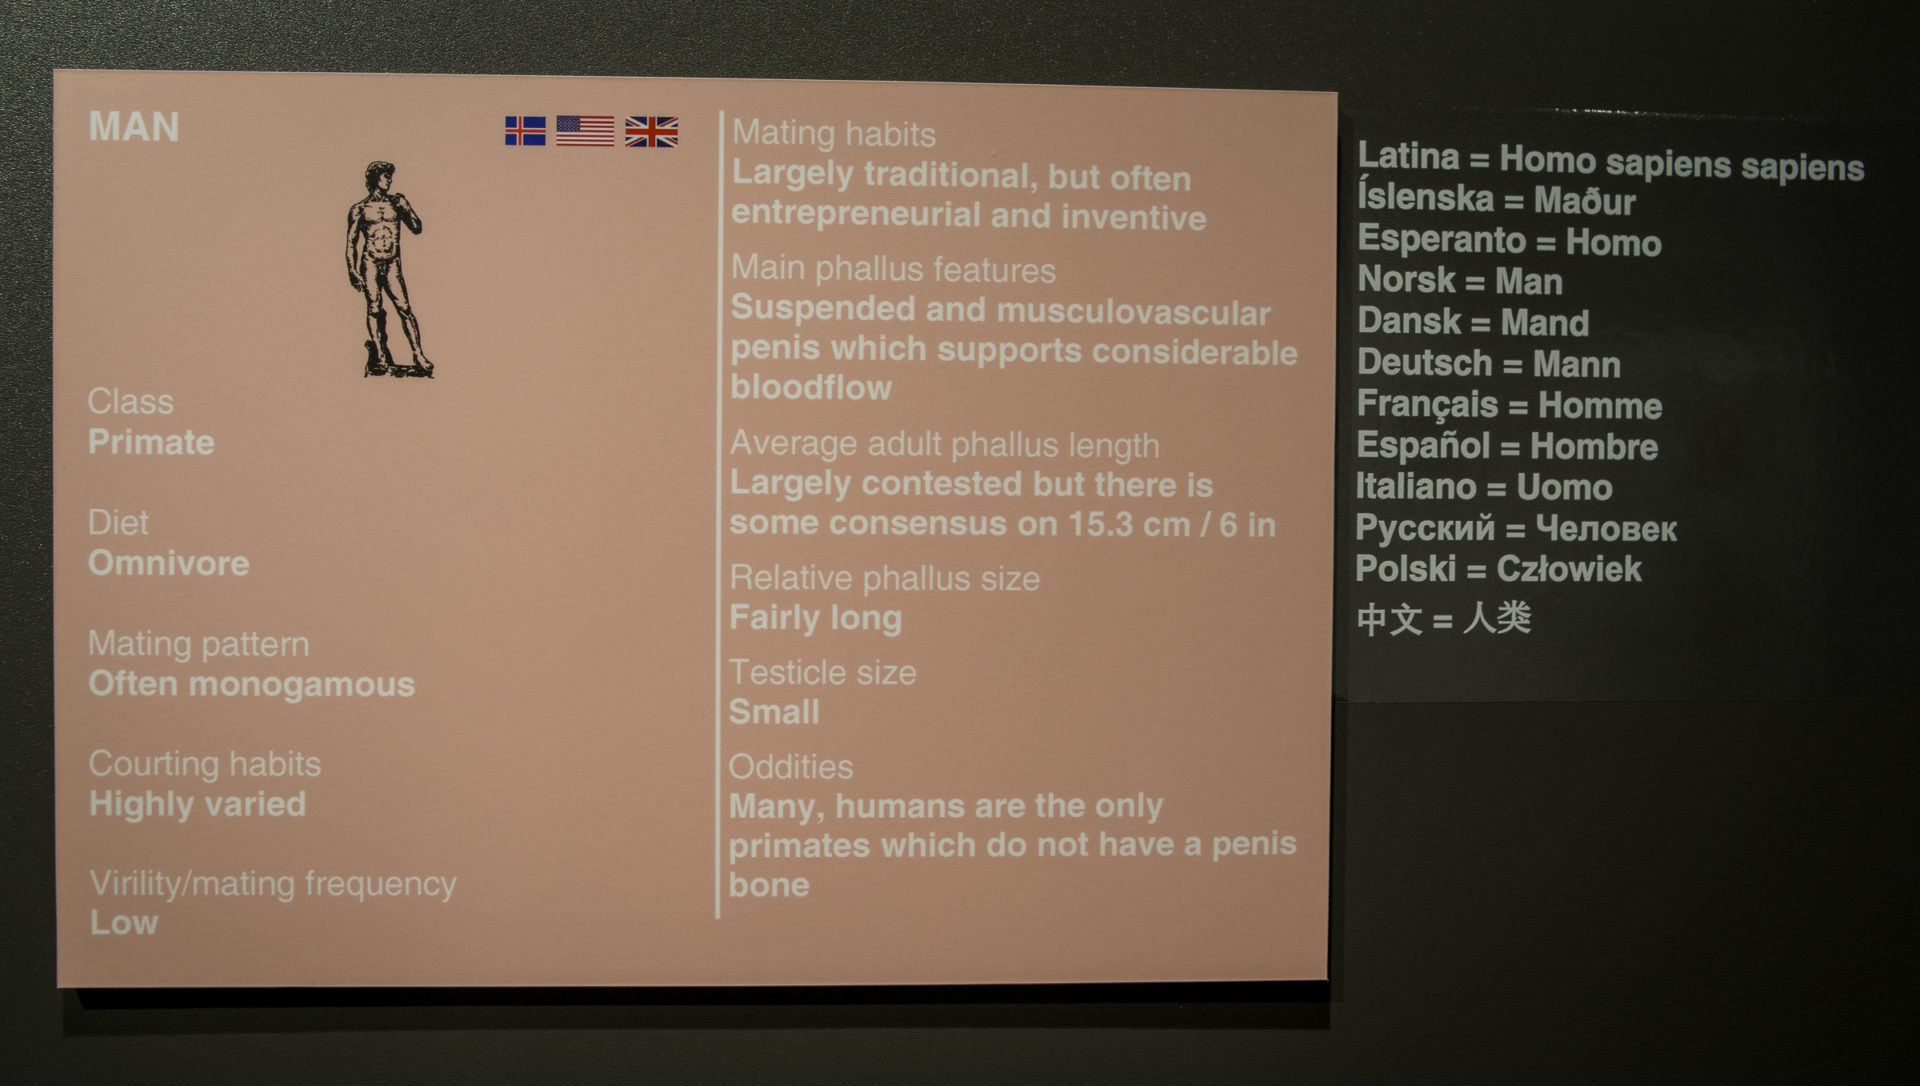 MAN
Class
Primate
Diet
Omnivore
Mating pattern
Often monogamous
Courting habits
Highly varied
Virility/mating frequency
Low
Mating habits
Largely traditional, but often
entrepreneurial and inventive
Main phallus features
Suspended and musculovascular
penis which supports considerable
bloodflow
Average adult phallus length
Largely contested but there is
some consensus on 15.3 cm / 6 in
Relative phallus size
Fairly long
Testicle size
Small
Oddities
Many, humans are the only
primates which do not have a penis
bone
Latina = Homo sapiens sapiens
Íslenska = Maður
Esperanto = Homo
Norsk = Man
Dansk = Mand
Deutsch = Mann
Français = Homme
Español = Hombre
Italiano = Uomo
Русский = Человек
Polski = Człowiek
中文 = 人类